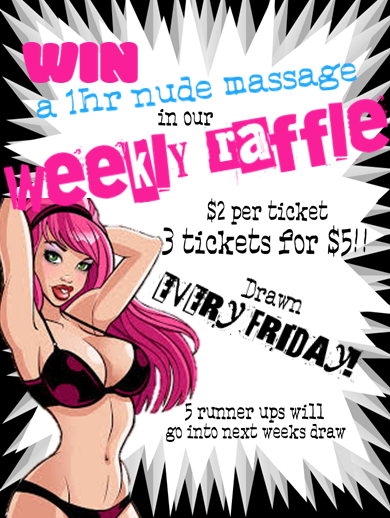 WIN
a 1hr nude massage
in our
weekly raffle
$2 per ticket
3 tickets for $5!!
Drawn
EVERY FRIDAY!
5 runner ups will
go into next weeks draw